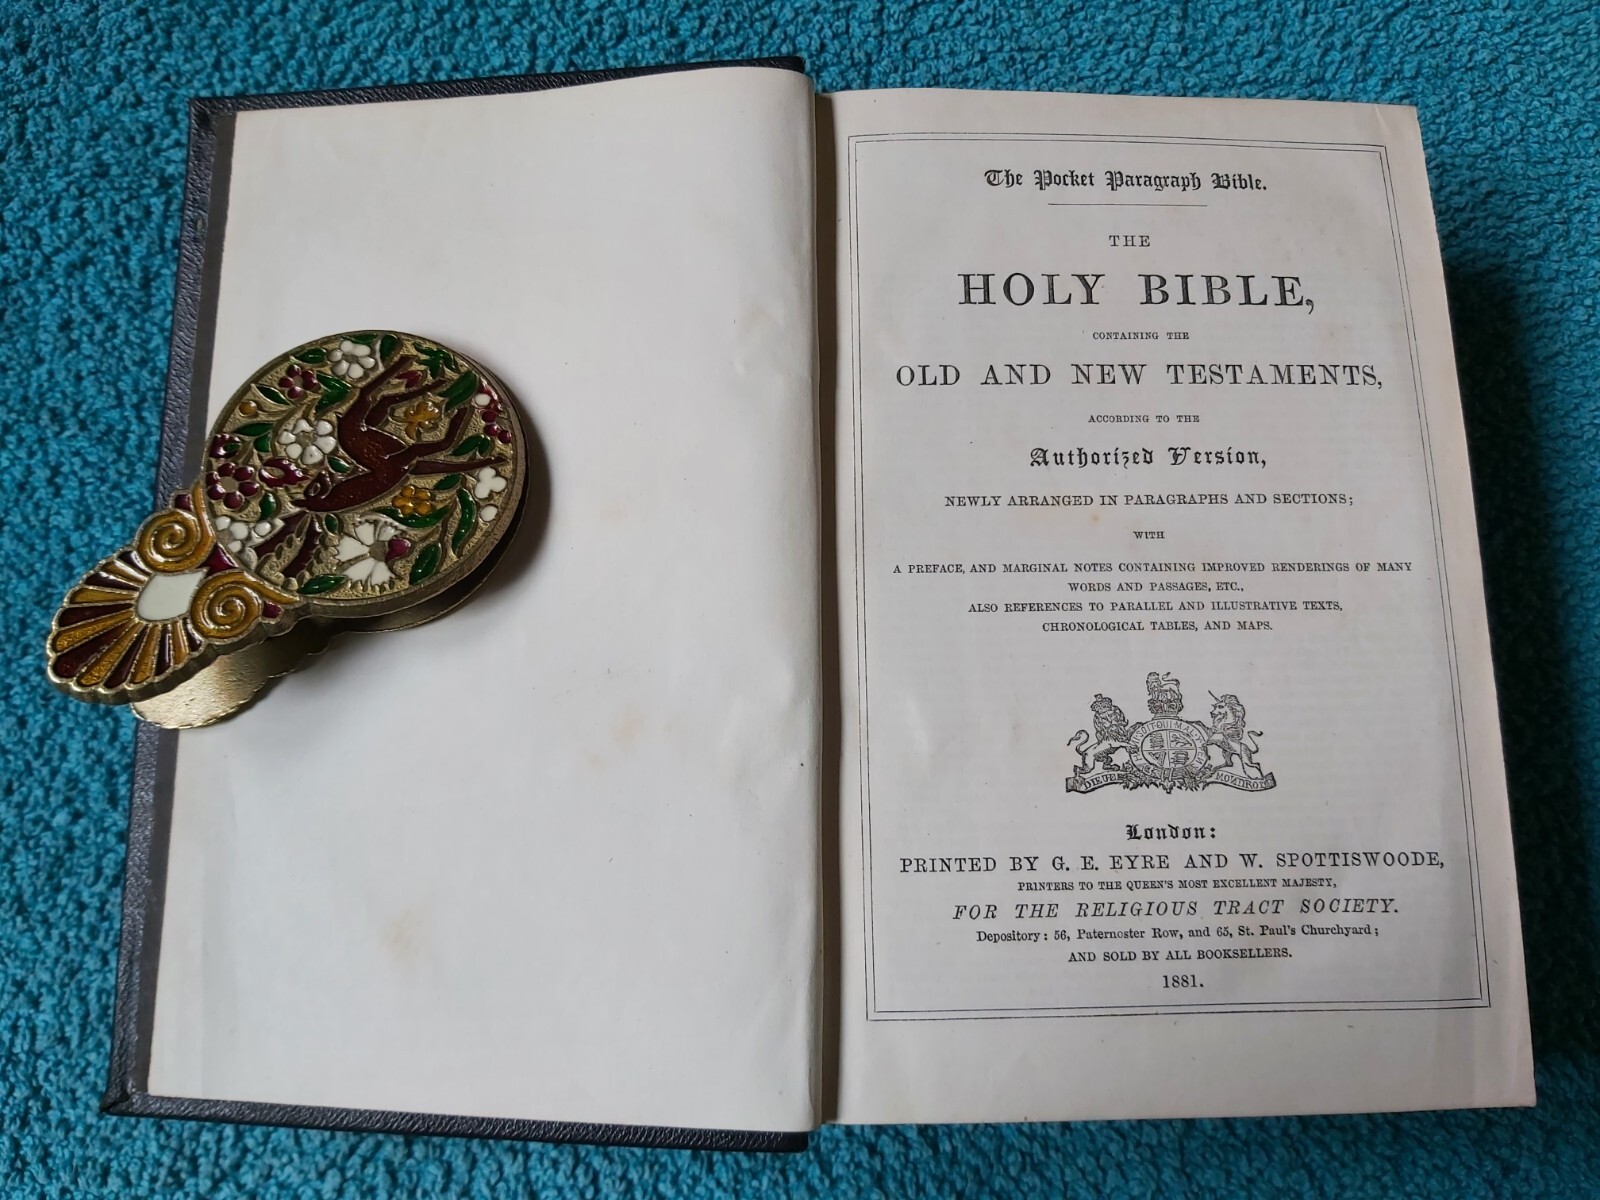 The Pocket Paragraph Bible.
THE
HOLY BIBLE,
CONTAINING THE
OLD AND NEW TESTAMENTS,
ACCORDING TO THE
Authorized Version,
NEWLY ARRANGED IN PARAGRAPHS AND SECTIONS;
WITH
A PREFACE, AND MARGINAL NOTES CONTAINING IMPROVED RENDERINGS OF MANY
WORDS AND PASSAGES, ETC.,
ALSO REFERENCES TO PARALLEL AND ILLUSTRATIVE TEXTS,
CHRONOLOGICAL TABLES, AND MAPS.
London:
PRINTED BY G. E. EYRE AND W. SPOTTISWOODE,
PRINTERS TO THE QUEEN'S MOST EXCELLENT MAJESTY,
FOR THE RELIGIOUS TRACT SOCIETY.
Depository: 56, Paternoster Row, and 65, St. Paul's Churchyard;
AND SOLD BY ALL BOOKSELLERS.
1881.